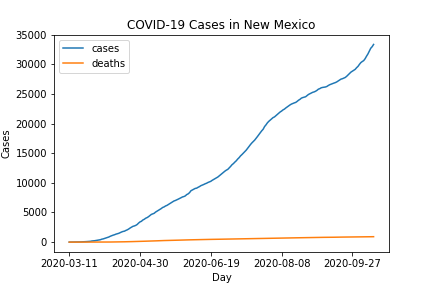 COVID-19 Cases in New Mexico
cases
deaths
35000
30000
25000
20000
15000
10000
5000
0
Cases
2020-03-11 2020-04-30 2020-06-19 2020-08-08 2020-09-27
Day